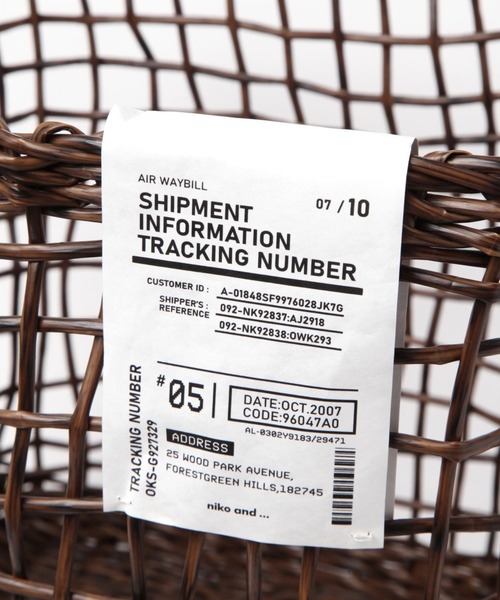 AIR WAYBILL
07 / 10
SHIPMENT
INFORMATION
TRACKING NUMBER
CUSTOMER ID : A-01848SF9976028JK7G
SHIPPER'S : 092-NK92837:AJ2918
REFERENCE
092-NK92838:OWK293
TRACKING NUMBER
OKS-G927329
#05
DATE:OCT.2007
CODE:96047A0
AL-0302Y9183/29471
ADDRESS
25 WOOD PARK AVENUE,
FORESTGREEN HILLS,182745
niko and ...